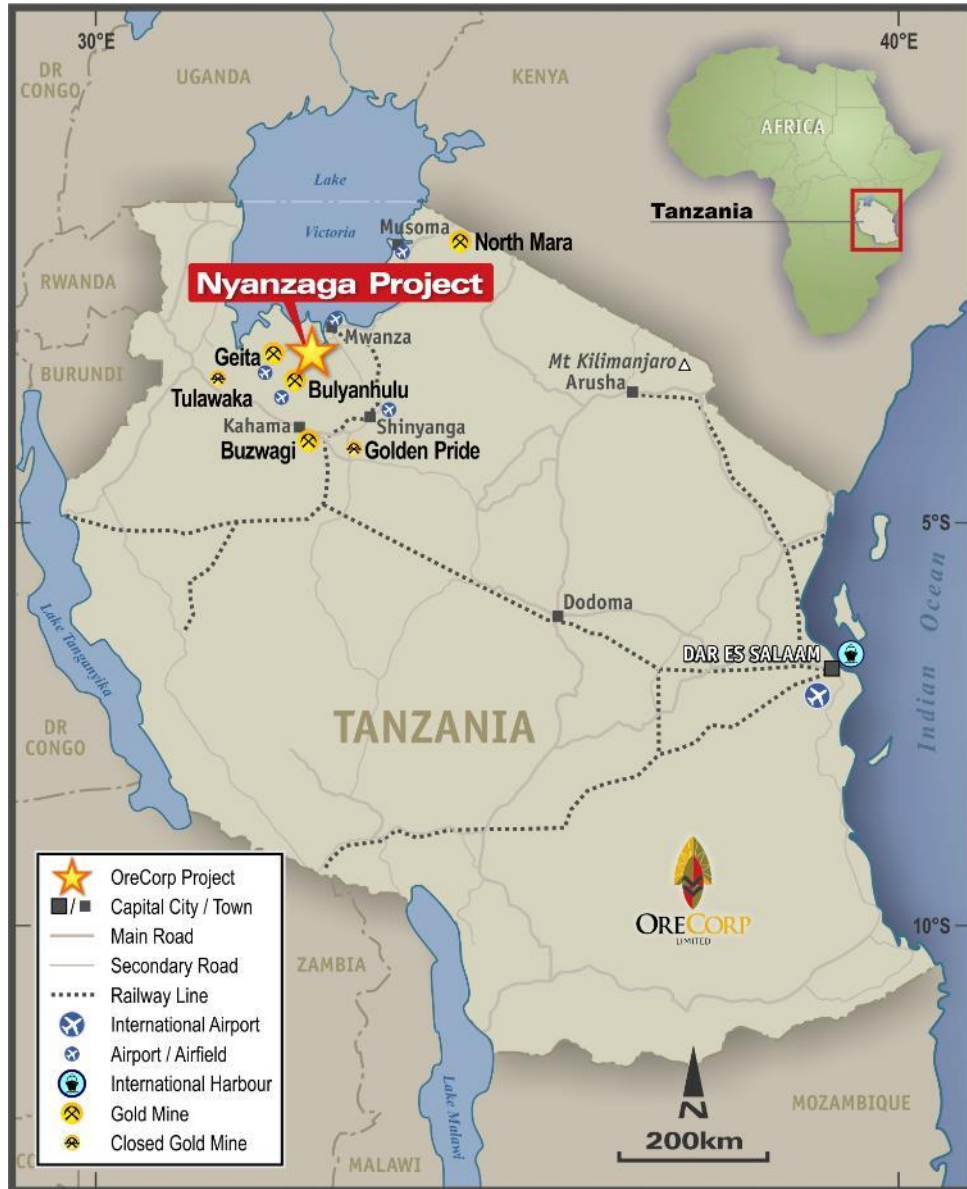 30°E
40°E
DR
CONGO
UGANDA
KENYA
AFRICA
Tanzania
Lake
Victoria
Musoma
North Mara
RWANDA
Nyanzaga Project
Mwanza
Geita
BURUNDI
Tulawaka
Bulyanhulu
Mt Kilimanjaro
Arusha
Kahama
Shinyanga
Buzwagi
Golden Pride
5°S
Indian Ocean
Lake Tanganyika
Dodoma
DAR ES SALAAM
DR
CONGO
TANZANIA
ORECORP
LIMITED
10°S
ZAMBIA
OreCorp Project
Capital City / Town
Main Road
Secondary Road
Railway Line
International Airport
Airport / Airfield
International Harbour
Gold Mine
Closed Gold Mine
/
Lake Malawi
MALAWI
MOZAMBIQUE
N
200km